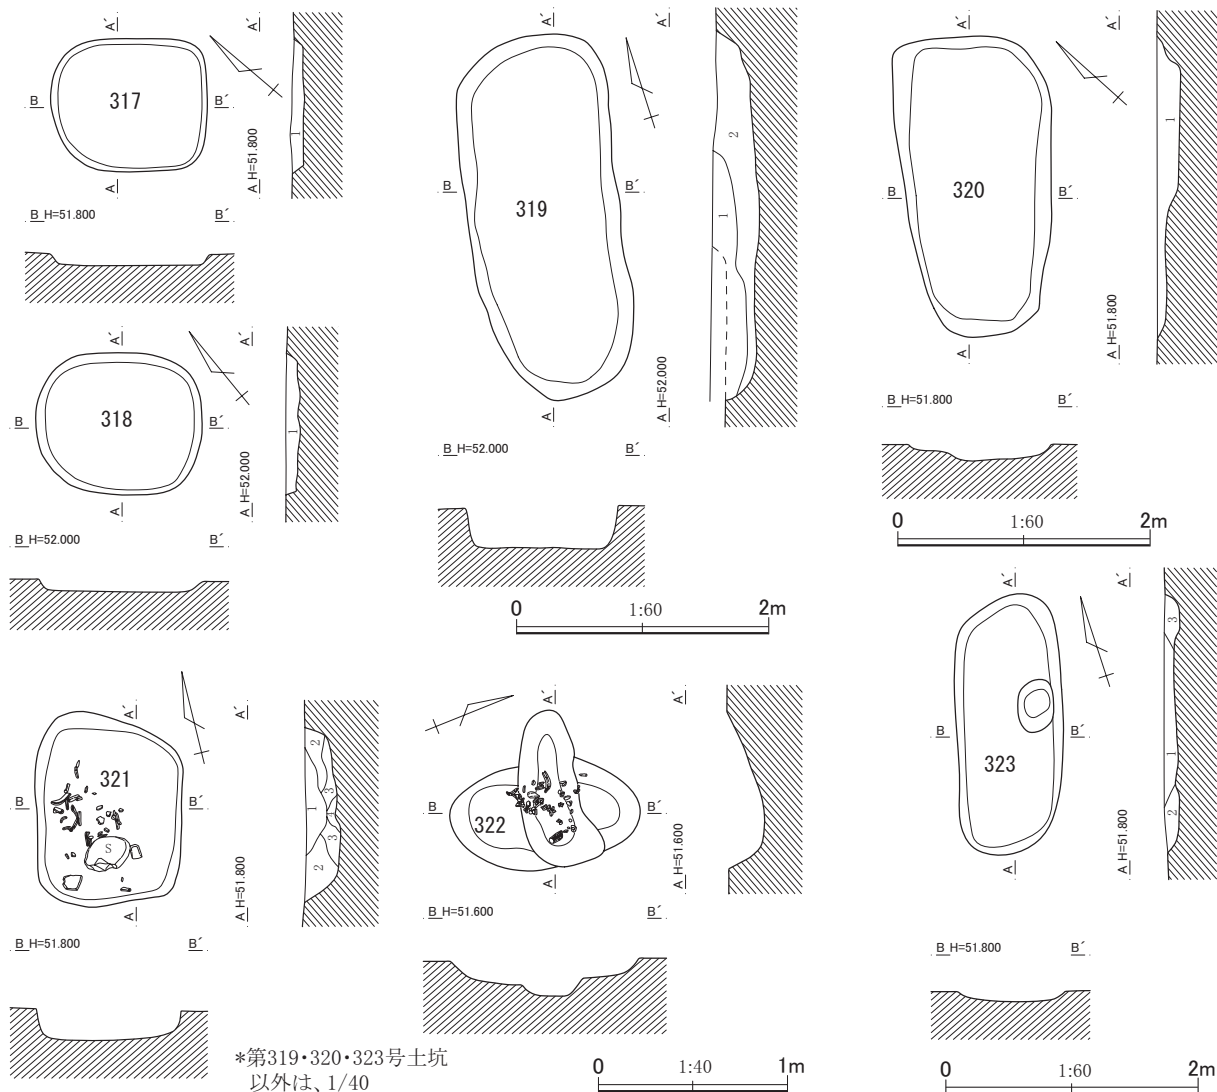 A´
A´
B
317
B´
A
A H=51.800
1
B H=51.800
B´
A´
A´
B
318
B´
A
A H=52.000
1
B H=52.000
B´
A´
A´
B
319
B´
A
A H=52.000
2
1
B H=52.000
B´
0
1:60
2m
A´
A´
B
320
B´
A
A H=51.800
1
B H=51.800
B´
0
1:60
2m
A´
A´
B
321
B´
S
A
A H=51.800
2
3
1
3
2
B H=51.800
B´
A´
A´
B
322
B´
A
A H=51.600
B H=51.600
B´
A´
A´
B
323
B´
A
A H=51.800
3
1
2
B H=51.800
B´
*第319・320・323号土坑
以外は、1/40
0
1:40
1m
0
1:60
2m